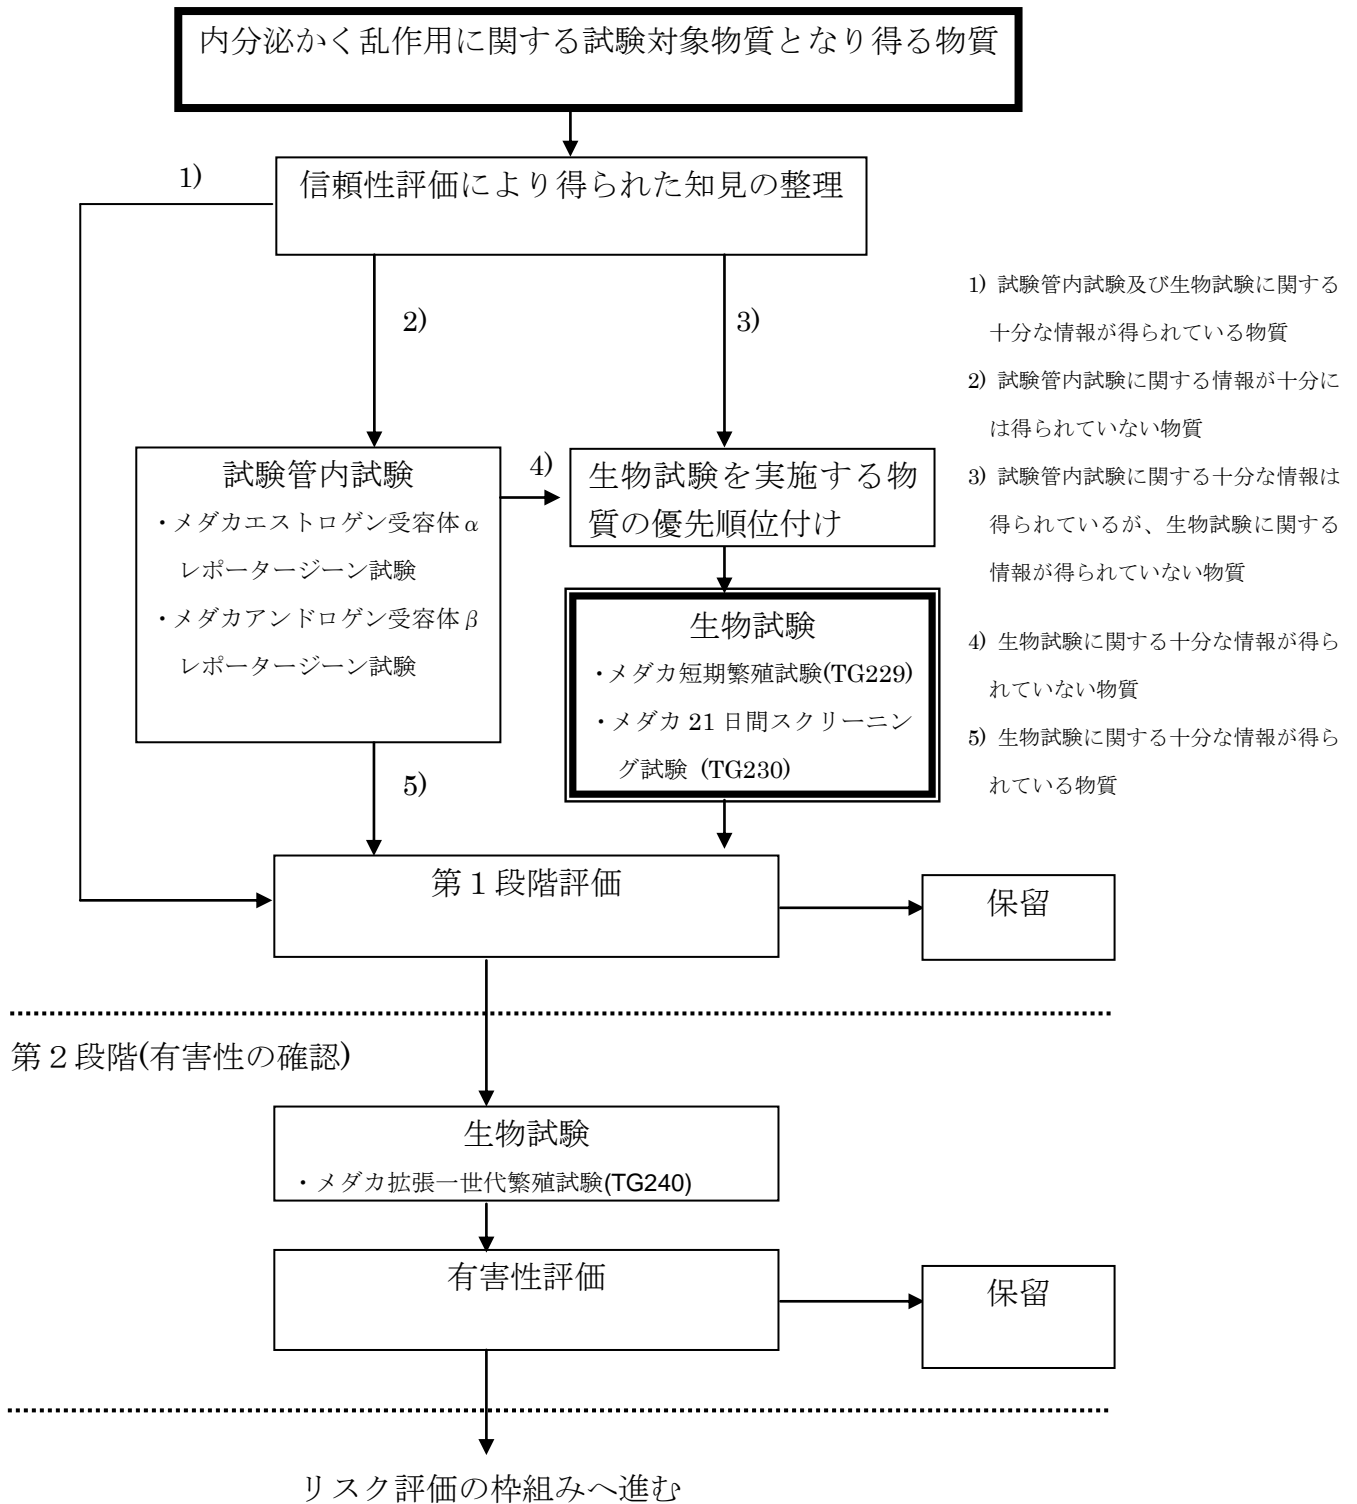 内分泌かく乱作用に関する試験対象物質となり得る物質
1)
信頼性評価により得られた知見の整理
2)
3)
1) 試験管内試験及び生物試験に関する
十分な情報が得られている物質
2) 試験管内試験に関する情報が十分に
は得られていない物質
3) 試験管内試験に関する十分な情報は
得られているが、生物試験に関する
情報が得られていない物質
4) 生物試験に関する十分な情報が得ら
れていない物質
5) 生物試験に関する十分な情報が得ら
れている物質
試験管内試験
・メダカエストロゲン受容体α
レポータージーン試験
・メダカアンドロゲン受容体β
レポータージーン試験
4)
生物試験を実施する物
質の優先順位付け
生物試験
・メダカ短期繁殖試験(TG229)
・メダカ 21 日間スクリーニン
グ試験 (TG230)
5)
第１段階評価
保留
第２段階(有害性の確認)
生物試験
・メダカ拡張一世代繁殖試験(TG240)
有害性評価
保留
リスク評価の枠組みへ進む